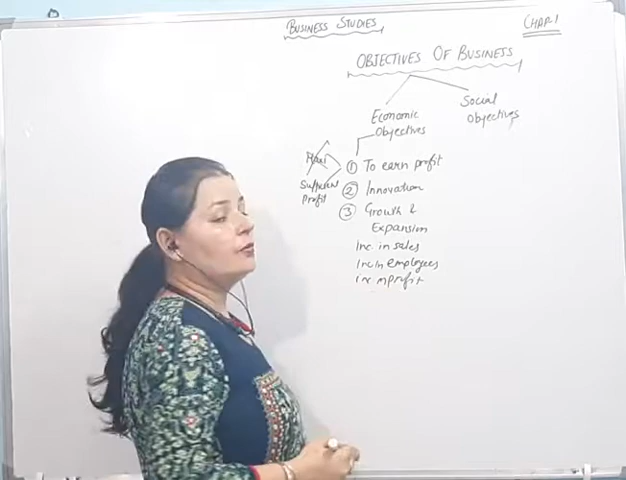 BUSINESS STUDIES
CHAP. 1
OBJECTIVES OF BUSINESS
Economic
Objectives
Social
Objectives
Max
① To earn profit
Sufficient
profit
② Innovation
③ Growth &
Expansion
Inc. in sales
Inc in employees
Inc in profit